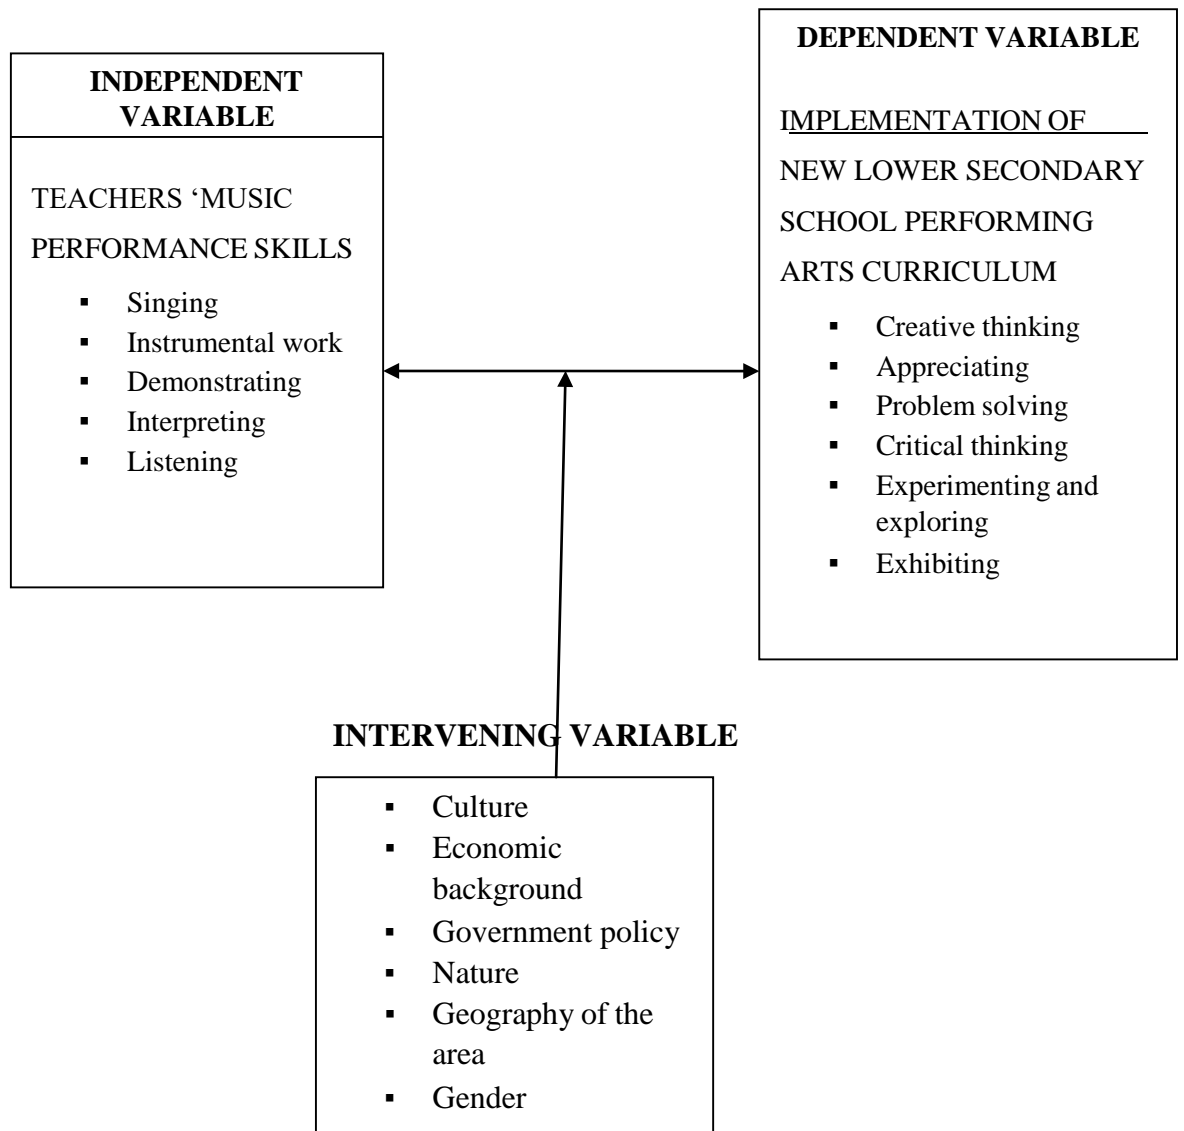 INDEPENDENT
VARIABLE
TEACHERS ‘MUSIC
PERFORMANCE SKILLS
▪ Singing
▪ Instrumental work
▪ Demonstrating
▪ Interpreting
▪ Listening
DEPENDENT VARIABLE
IMPLEMENTATION OF
NEW LOWER SECONDARY
SCHOOL PERFORMING
ARTS CURRICULUM
▪ Creative thinking
▪ Appreciating
▪ Problem solving
▪ Critical thinking
▪ Experimenting and
exploring
▪ Exhibiting
INTERVENING VARIABLE
▪ Culture
▪ Economic
background
▪ Government policy
▪ Nature
▪ Geography of the
area
▪ Gender